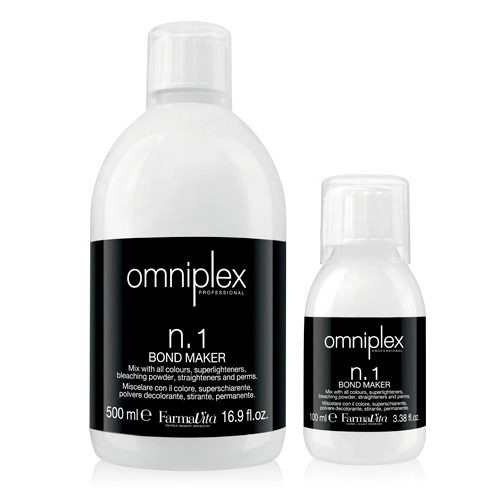 omniplex
PROFESSIONAL
n.1
BOND MAKER
Mix with all colours, superlighteners,
bleaching powder, straighteners and perms.
Miscelare con il colore, superschiarente,
polvere decolorante, stirante, permanente.
500 ml e FarmaVita 16.9 fl.oz.
omniplex
PROFESSIONAL
n.1
BOND MAKER
Mix with all colours, superlighteners,
bleaching powder, straighteners and perms.
Miscelare con il colore, superschiarente,
polvere decolorante, stirante, permanente.
100 ml e FarmaVita 3.38 fl.oz.